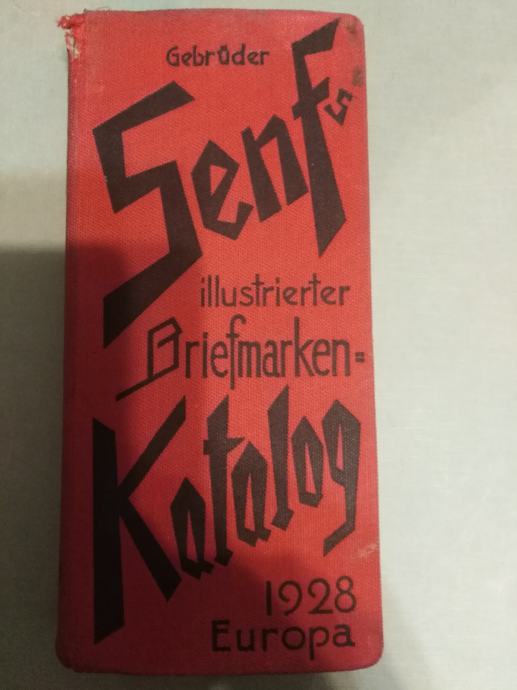 Gebrüder
Senf's
illustrierter
Briefmarken=
Katalog
1928
Europa